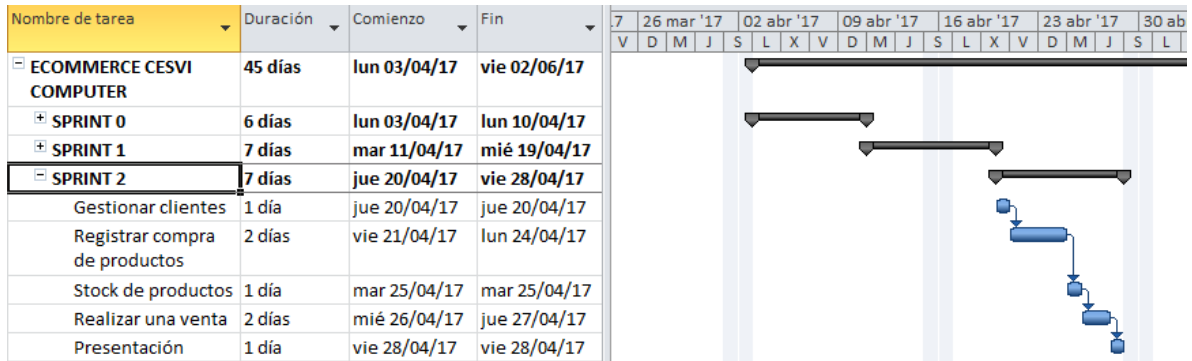 Nombre de tarea Duración Comienzo Fin
.7 26 mar '17 02 abr '17 09 abr '17 16 abr '17 23 abr '17 30 ab
V D M J S L X V D M J S L X V D M J S L
ECOMMERCE CESVI 45 días lun 03/04/17 vie 02/06/17
COMPUTER
SPRINT 0 6 días lun 03/04/17 lun 10/04/17
SPRINT 1 7 días mar 11/04/17 mié 19/04/17
SPRINT 2 7 días jue 20/04/17 vie 28/04/17
Gestionar clientes 1 día jue 20/04/17 jue 20/04/17
Registrar compra 2 días vie 21/04/17 lun 24/04/17
de productos
Stock de productos 1 día mar 25/04/17 mar 25/04/17
Realizar una venta 2 días mié 26/04/17 jue 27/04/17
Presentación 1 día vie 28/04/17 vie 28/04/17